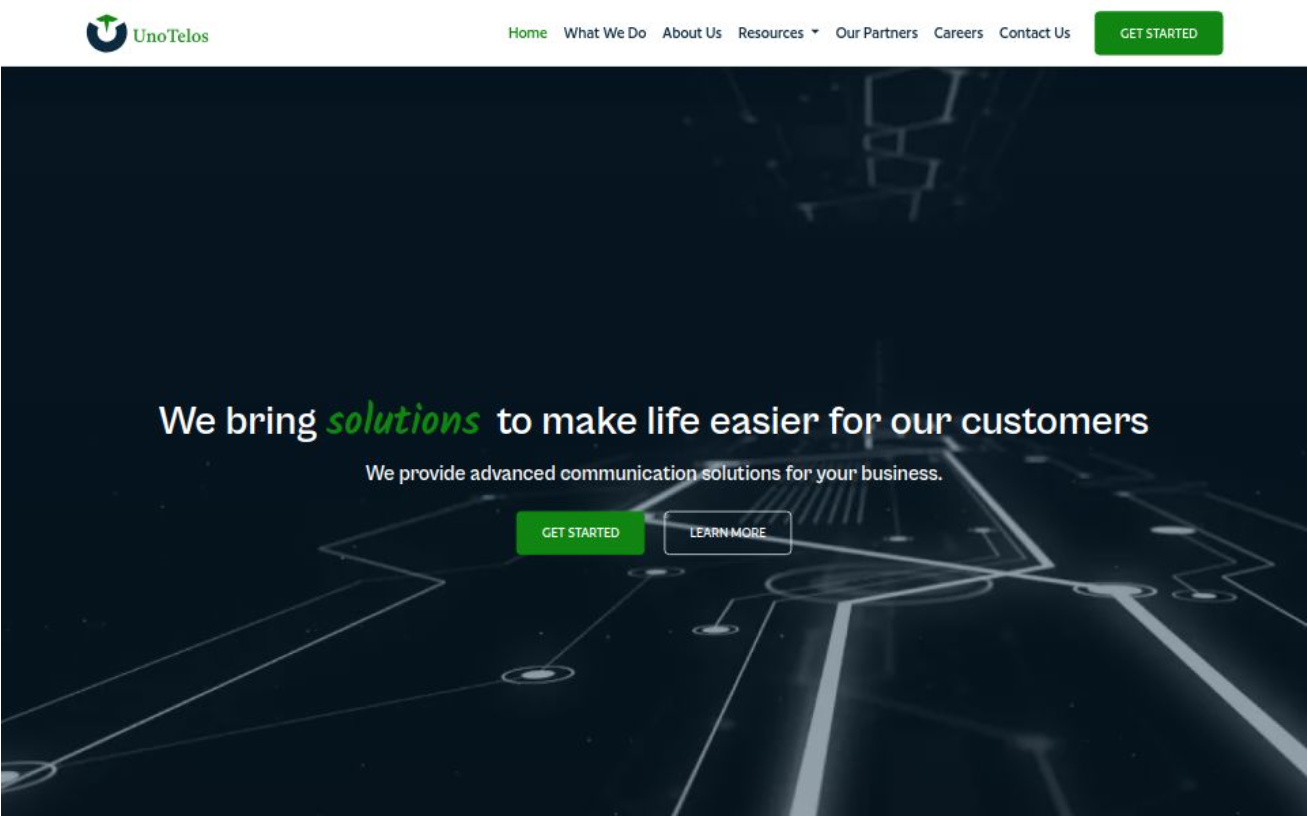 UnoTelos
Home What We Do About Us Resources Our Partners Careers Contact Us GET STARTED
We bring solutions to make life easier for our customers
We provide advanced communication solutions for your business.
GET STARTED LEARN MORE